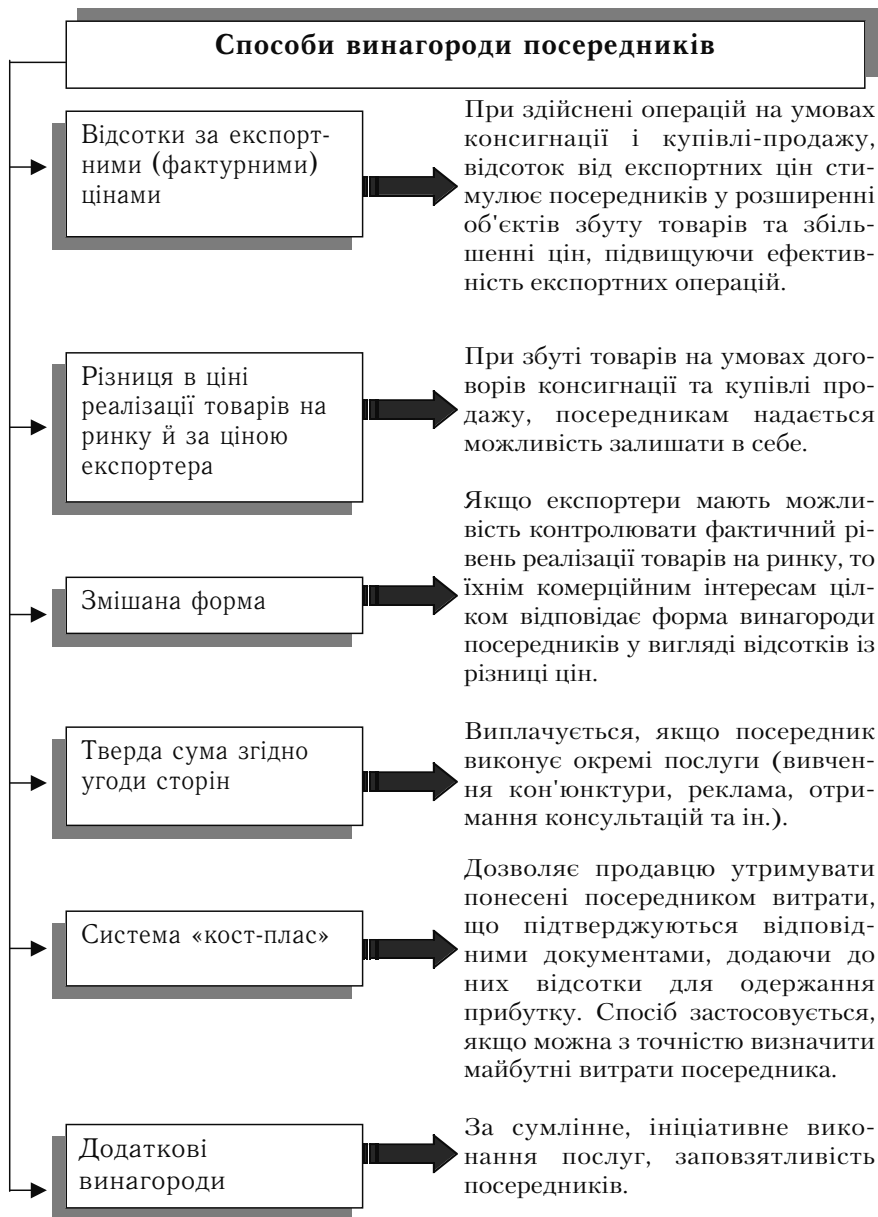 Способи винагороди посередників
Відсотки за експорт-
ними (фактурними)
цінами
При здійснені операцій на умовах
консигнації і купівлі-продажу,
відсоток від експортних цін сти-
мулює посередників у розширенні
об'єктів збуту товарів та збіль-
шенні цін, підвищуючи ефектив-
ність експортних операцій.
Різниця в ціні
реалізації товарів на
ринку й за ціною
експортера
При збуті товарів на умовах дого-
ворів консигнації та купівлі про-
дажу, посередникам надається
можливість залишати в себе.
Змішана форма
Якщо експортери мають можли-
вість контролювати фактичний рі-
вень реалізації товарів на ринку, то
їхнім комерційним інтересам ціл-
ком відповідає форма винагороди
посередників у вигляді відсотків із
різниці цін.
Тверда сума згідно
угоди сторін
Виплачується, якщо посередник
виконує окремі послуги (вивчен-
ня кон'юнктури, реклама, отри-
мання консультацій та ін.).
Система «кост-плас»
Дозволяє продавцю утримувати
понесені посередником витрати,
що підтверджуються відповід-
ними документами, додаючи до
них відсотки для одержання
прибутку. Спосіб застосовується,
якщо можна з точністю визначити
майбутні витрати посередника.
Додаткові
винагороди
За сумлінне, ініціативне вико-
нання послуг, заповзятливість
посередників.